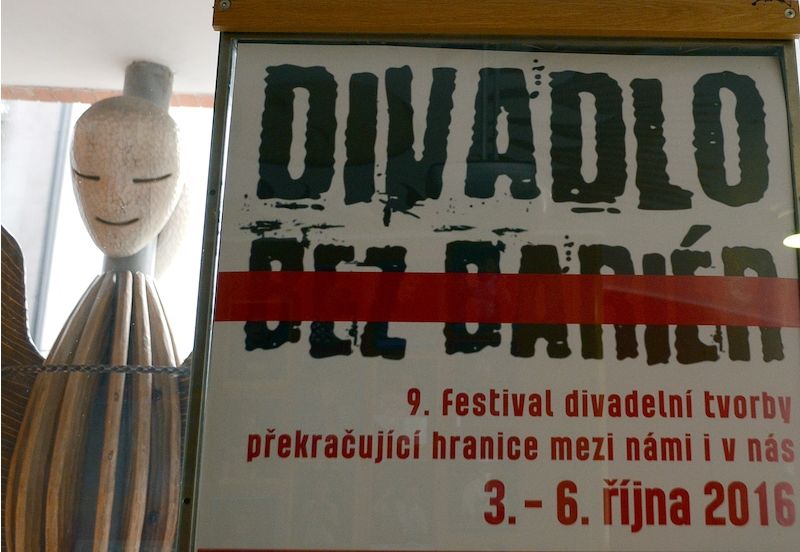 DIVADLO
BEZ BARIÉR
9. festival divadelní tvorby
překračující hranice mezi námi i v nás
3. - 6. října 2016